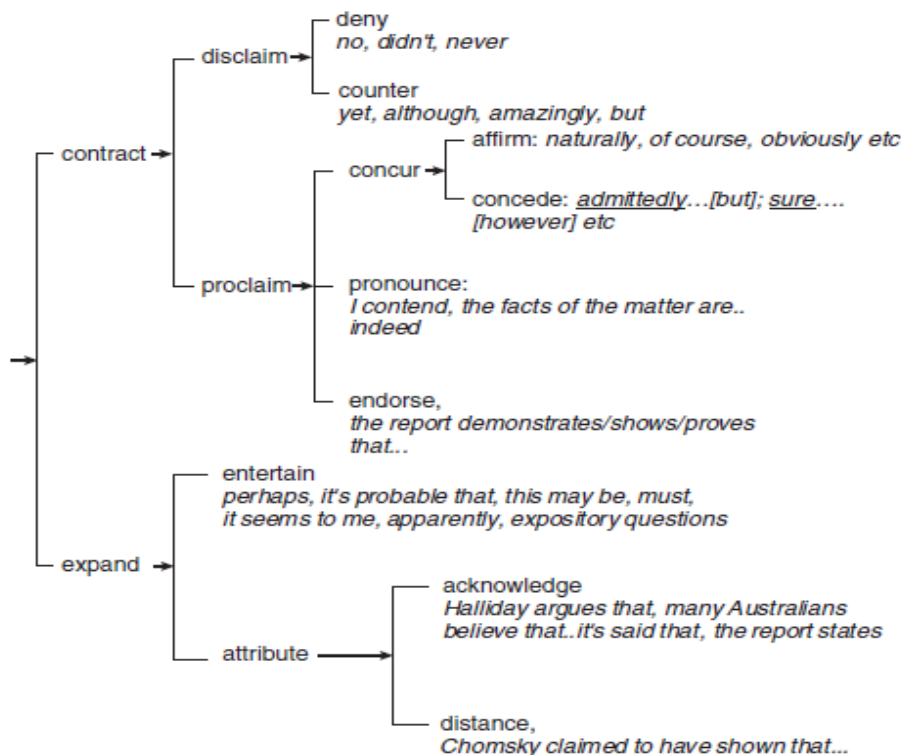 deny
no, didn't, never
disclaim
counter
yet, although, amazingly, but
affirm: naturally, of course, obviously etc
contract
concur
concede: admittedly...[but]; sure....
[however] etc
proclaim
pronounce:
I contend, the facts of the matter are..
indeed
endorse,
the report demonstrates/shows/proves
that...
entertain
perhaps, it's probable that, this may be, must,
it seems to me, apparently, expository questions
expand
acknowledge
Halliday argues that, many Australians
believe that..it's said that, the report states
attribute
distance,
Chomsky claimed to have shown that...